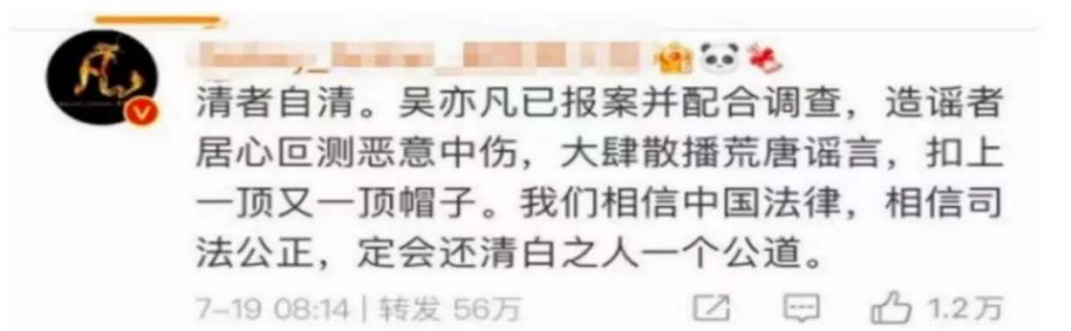 清者自清。吴亦凡已报案并配合调查，造谣者
居心叵测恶意中伤，大肆散播荒唐谣言，扣上
一顶又一顶帽子。我们相信中国法律，相信司
法公正，定会还清白之人一个公道。
7-19 08:14 | 转发 56万
1.2万